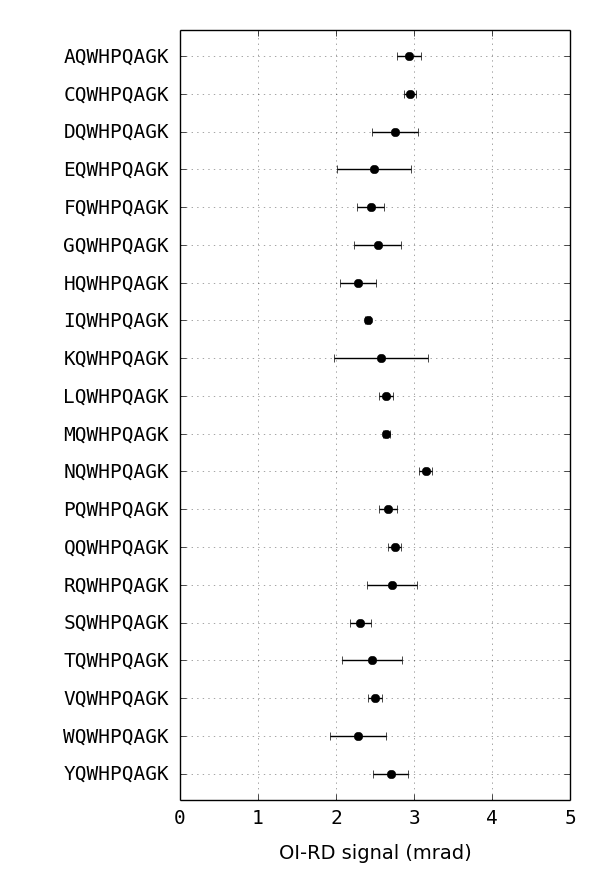 AQWHPQAGK
CQWHPQAGK
DQWHPQAGK
EQWHPQAGK
FQWHPQAGK
GQWHPQAGK
HQWHPQAGK
IQWHPQAGK
KQWHPQAGK
LQWHPQAGK
MQWHPQAGK
NQWHPQAGK
PQWHPQAGK
QQWHPQAGK
RQWHPQAGK
SQWHPQAGK
TQWHPQAGK
VQWHPQAGK
WQWHPQAGK
YQWHPQAGK
0 1 2 3 4 5
OI-RD signal (mrad)